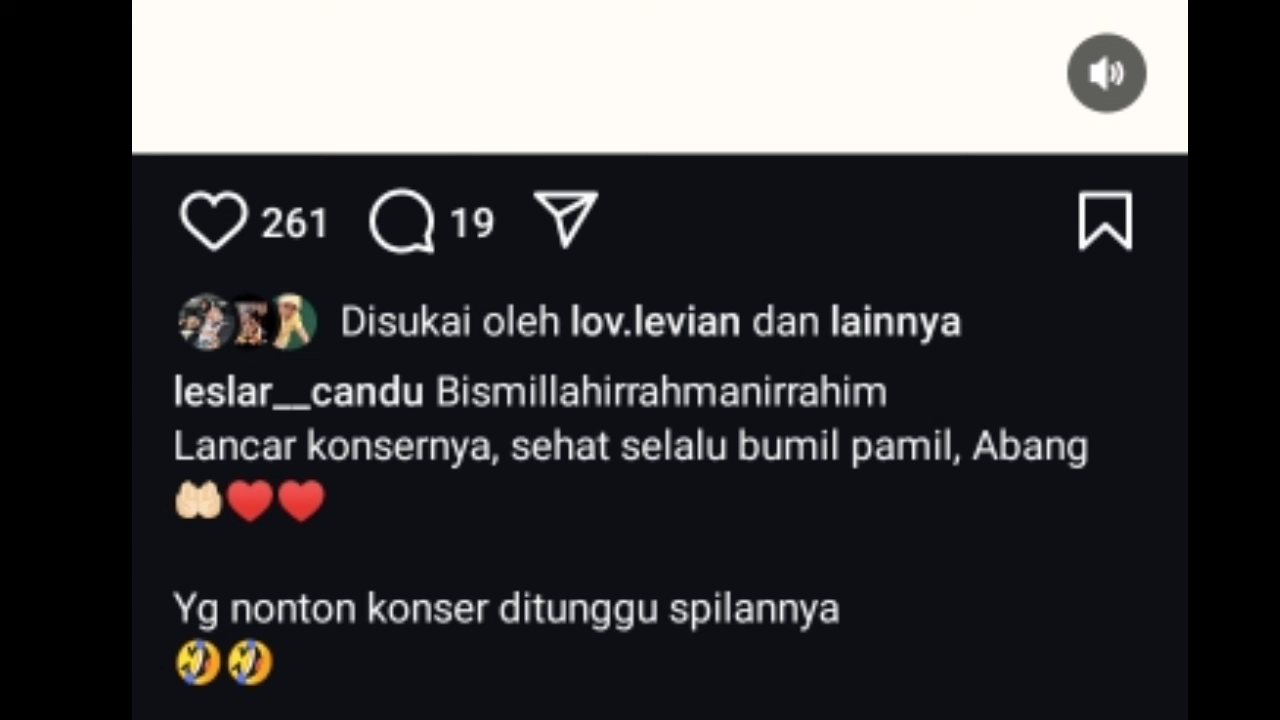 261 19
Disukai oleh lov.levian dan lainnya
leslar__candu Bismillahirrahmanirrahim
Lancar konsernya, sehat selalu bumil pamil, Abang
🤲🏻♥️♥️
Yg nonton konser ditunggu spilannya
🤣🤣